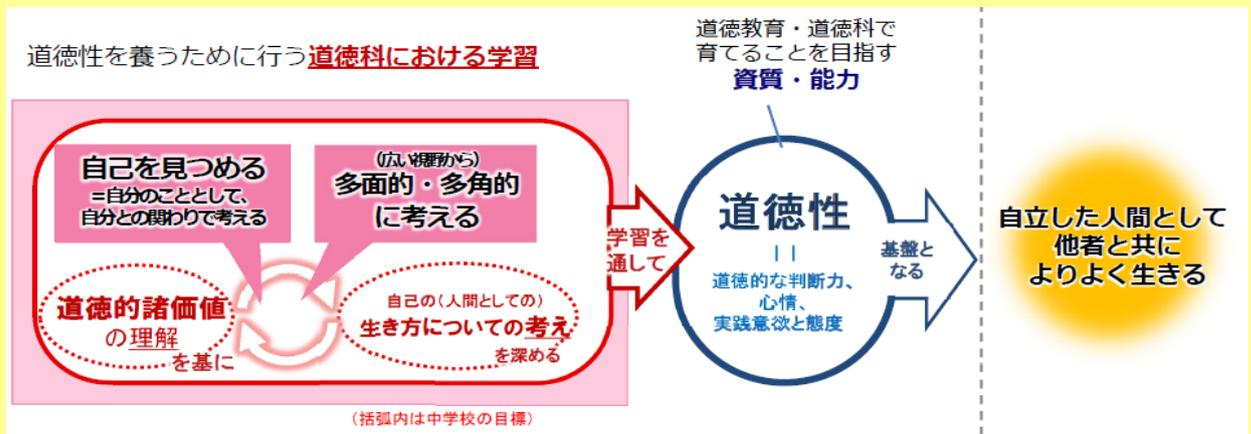 道徳性を養うために行う道徳科における学習
自己を見つめる
=自分のこととして、
自分との関わりで考える
(広い視野から)
多面的・多角的
に考える
道徳的諸価値
の理解
を基に
自己の(人間としての)
生き方についての考え
を深める
(括弧内は中学校の目標)
学習を
通して
道徳教育・道徳科で
育てることを目指す
資質・能力
道徳性
||
道徳的な判断力、
心情、
実践意欲と態度
基盤と
なる
自立した人間として
他者と共に
よりよく生きる